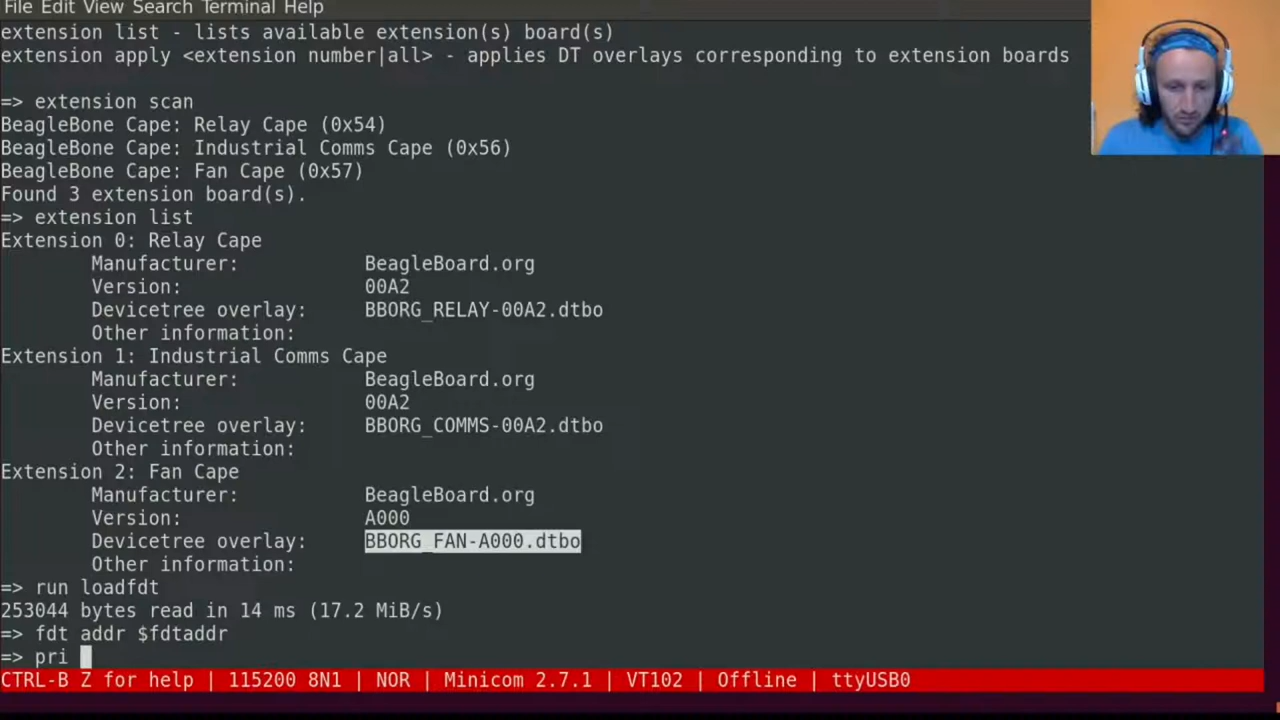 File Edit View Search Terminal Help
extension list - lists available extension(s) board(s)
extension apply <extension number|all> - applies DT overlays corresponding to extension boards
=> extension scan
BeagleBone Cape: Relay Cape (0x54)
BeagleBone Cape: Industrial Comms Cape (0x56)
BeagleBone Cape: Fan Cape (0x57)
Found 3 extension board(s).
=> extension list
Extension 0: Relay Cape
Manufacturer: BeagleBoard.org
Version: 00A2
Devicetree overlay: BBORG_RELAY-00A2.dtbo
Other information:
Extension 1: Industrial Comms Cape
Manufacturer: BeagleBoard.org
Version: 00A2
Devicetree overlay: BBORG_COMMS-00A2.dtbo
Other information:
Extension 2: Fan Cape
Manufacturer: BeagleBoard.org
Version: A000
Devicetree overlay: BBORG_FAN-A000.dtbo
Other information:
=> run loadfdt
253044 bytes read in 14 ms (17.2 MiB/s)
=> fdt addr $fdtaddr
=> pri
CTRL-B Z for help | 115200 8N1 | NOR | Minicom 2.7.1 | VT102 | Offline | ttyUSB0